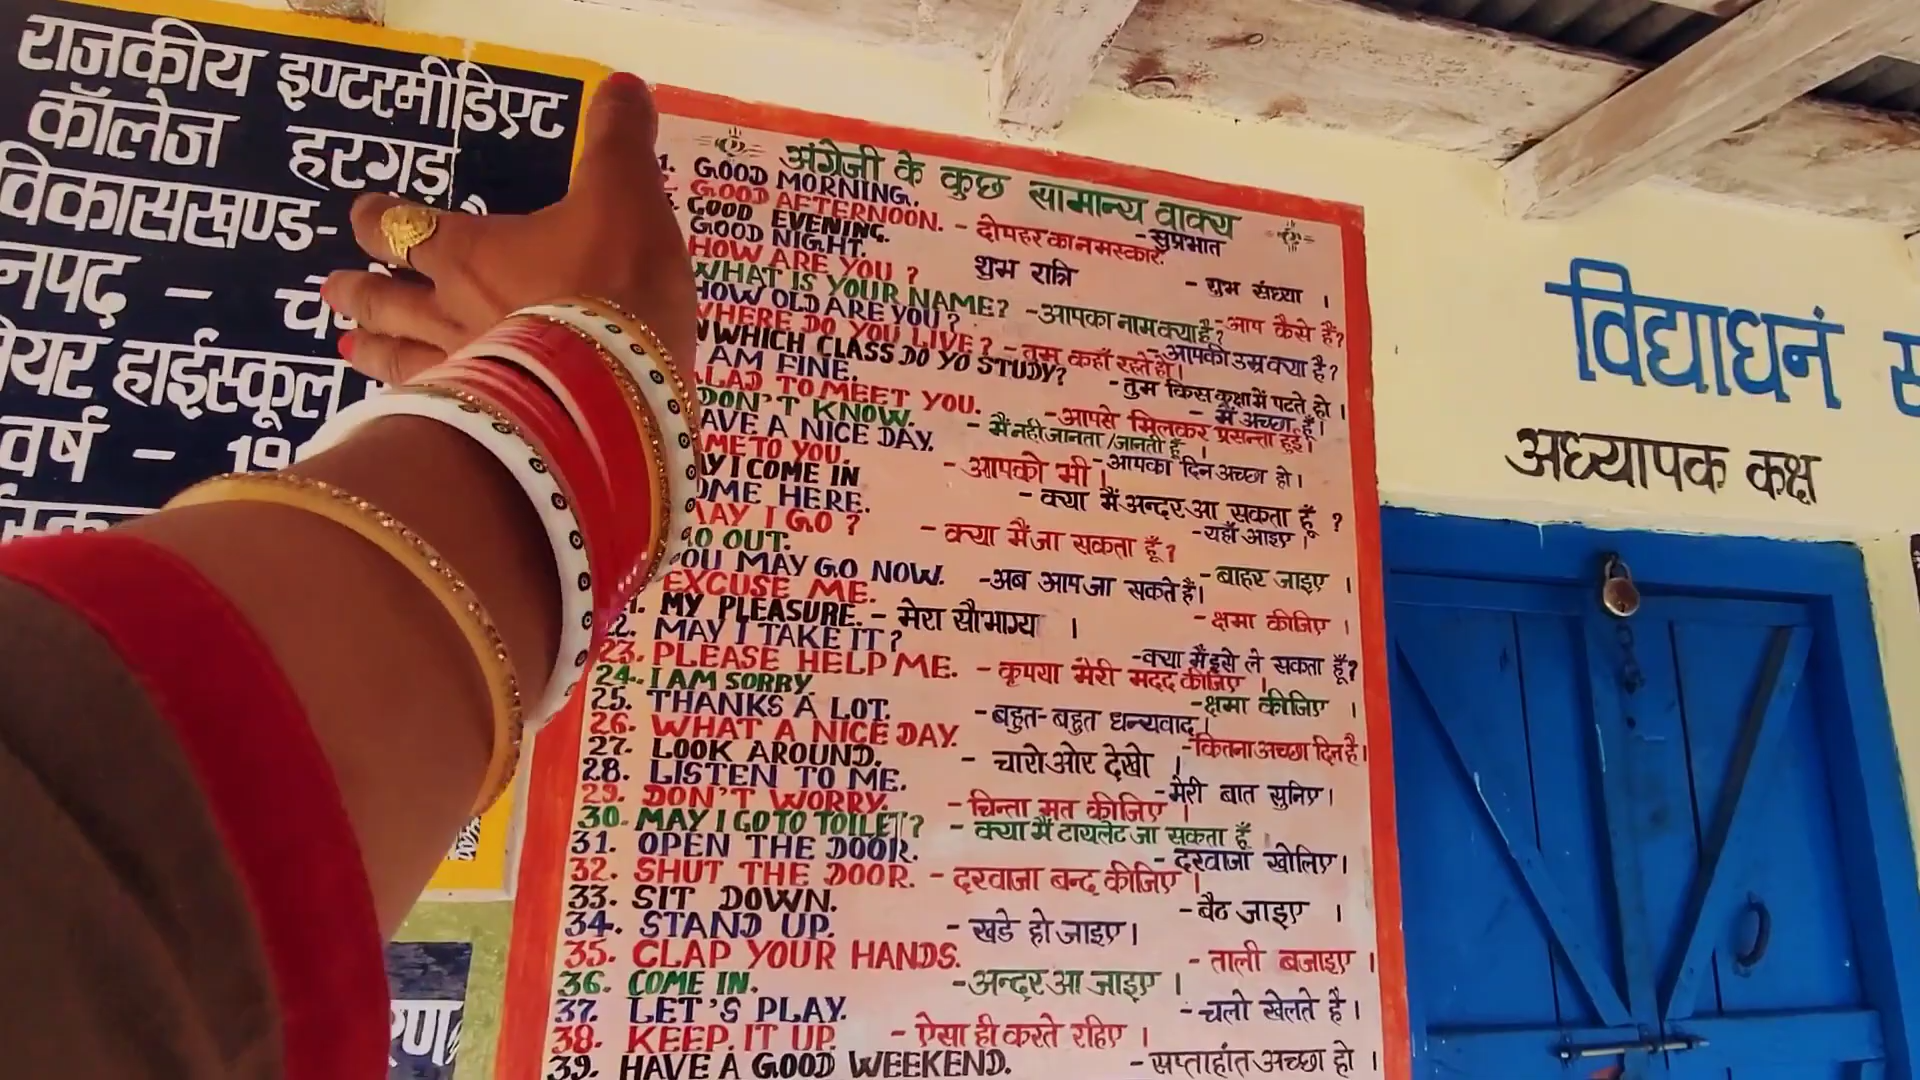 राजकीय इण्टरमीडिएट
कॉलेज हरगड़
विकासखण्ड-
नपद -
यर हाईस्कूल
वर्ष -
अंग्रेजी के कुछ सामान्य वाक्य
1. GOOD MORNING. - सुप्रभात
GOOD AFTERNOON. - दोपहर का नमस्कार
GOOD EVENING. - शुभ संध्या ।
GOOD NIGHT. शुभ रात्रि
HOW ARE YOU ? - आप कैसे हैं?
WHAT IS YOUR NAME? - आपका नाम क्या है?
HOW OLD ARE YOU? - आपकी उम्र क्या है?
WHERE DO YOU LIVE? - तुम कहाँ रहते हो।
WHICH CLASS DO YO STUDY? - तुम किस कक्षा में पढते हो ।
AM FINE. - मैं अच्छा हूँ।
LAD TO MEET YOU. - आपसे मिलकर प्रसन्ता हुई।
DON'T KNOW. - मैं नही जानता /जानती हूँ ।
AVE A NICE DAY. - आपका दिन अच्छा हो ।
ME TO YOU. - आपको भी ।
AY I COME IN - क्या मैं अन्दर आ सकता हूँ ?
OME HERE. - यहाँ आइए ।
MAY I GO ? - क्या मैं जा सकता हूँ ?
GO OUT. - बाहर जाइए ।
OU MAY GO NOW. - अब आप जा सकते हैं।
EXCUSE ME. - क्षमा कीजिए ।
21. MY PLEASURE. - मेरा सौभाग्य ।
22. MAY I TAKE IT ? - क्या मैं इसे ले सकता हूँ?
23. PLEASE HELP ME. - कृपया मेरी मदद कीजिए ।
24. I AM SORRY. - क्षमा कीजिए ।
25. THANKS A LOT. - बहुत-बहुत धन्यवाद।
26. WHAT A NICE DAY. - कितना अच्छा दिन है।
27. LOOK AROUND. - चारो ओर देखो ।
28. LISTEN TO ME. - मेरी बात सुनिए।
29. DON'T WORRY. - चिन्ता मत कीजिए ।
30. MAY I GO TO TOILET ? - क्या मैं टायलेट जा सकता हूँ ।
31. OPEN THE DOOR. - दरवाजा खोलिए।
32. SHUT THE DOOR. - दरवाजा बन्द कीजिए ।
33. SIT DOWN. - बैठ जाइए ।
34. STAND UP. - खडे हो जाइए।
35. CLAP YOUR HANDS. - ताली बजाइए ।
36. COME IN. - अन्दर आ जाइए ।
37. LET'S PLAY. - चलो खेलते है।
38. KEEP IT UP. - ऐसा ही करते रहिए ।
39. HAVE A GOOD WEEKEND. - सप्ताहांत अच्छा हो ।
विद्याधनं
अध्यापक कक्ष